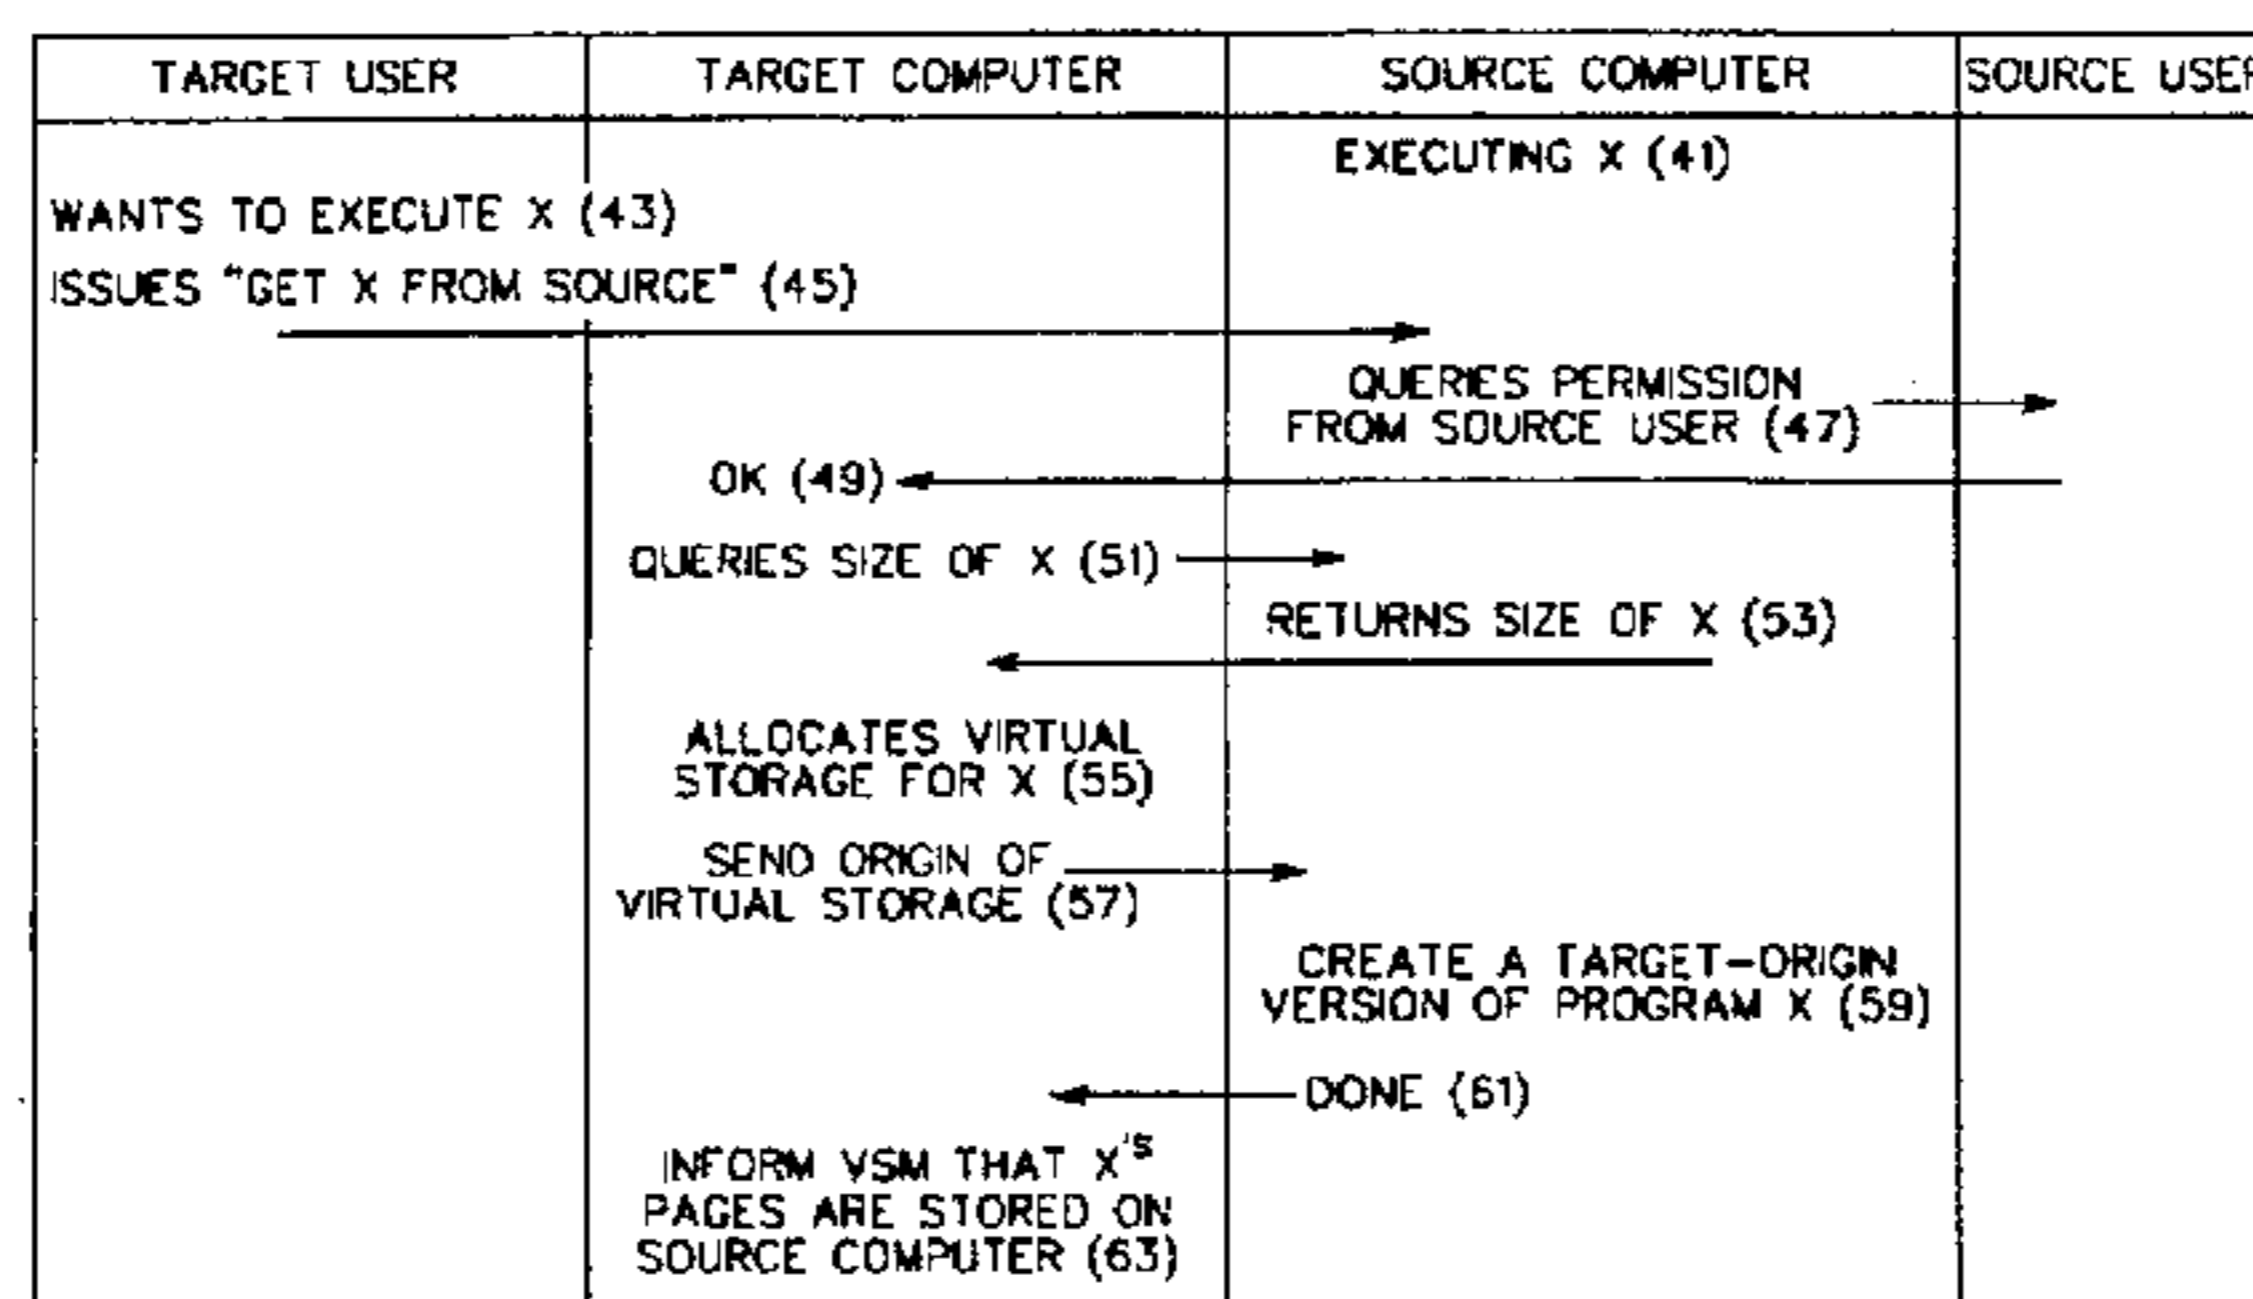 TARGET USER
TARGET COMPUTER
SOURCE COMPUTER
SOURCE USER
EXECUTING X (41)
WANTS TO EXECUTE X (43)
ISSUES "GET X FROM SOURCE" (45)
QUERIES PERMISSION
FROM SOURCE USER (47)
OK (49)
QUERIES SIZE OF X (51)
RETURNS SIZE OF X (53)
ALLOCATES VIRTUAL
STORAGE FOR X (55)
SEND ORIGIN OF
VIRTUAL STORAGE (57)
CREATE A TARGET-ORIGIN
VERSION OF PROGRAM X (59)
DONE (61)
INFORM VSM THAT X'S
PAGES ARE STORED ON
SOURCE COMPUTER (63)